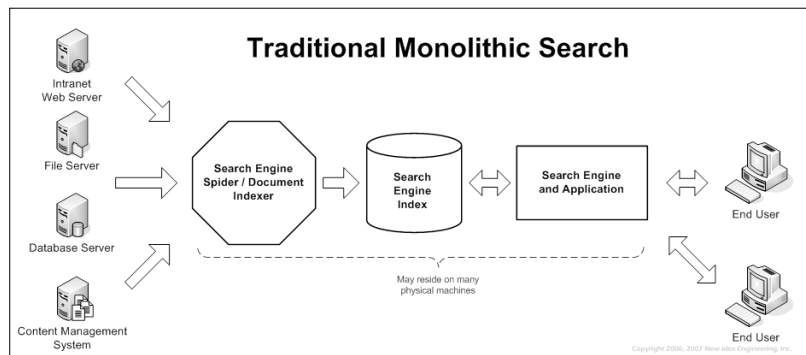 Traditional Monolithic Search
Intranet
Web Server
File Server
Database Server
Content Management
System
Search Engine
Spider / Document
Indexer
Search
Engine
Index
Search Engine
and Application
May reside on many
physical machines
End User
End User
Copyright 2006, 2007 New Idea Engineering, Inc.